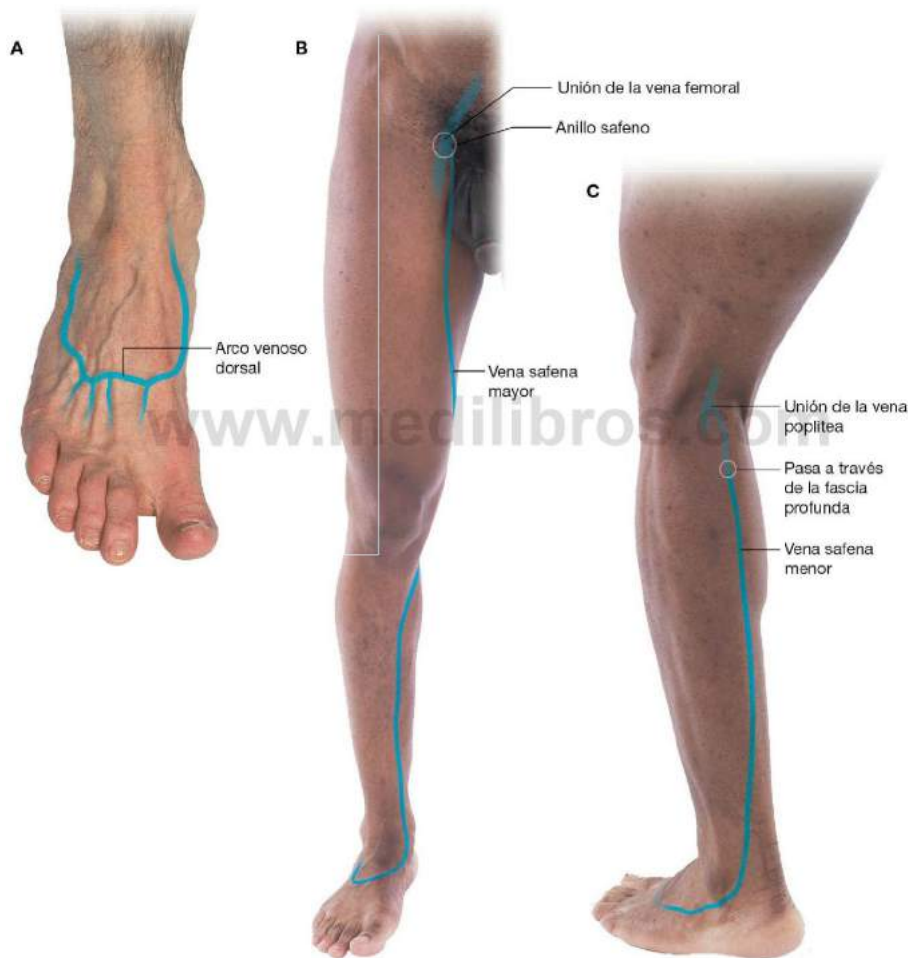 A
B
Unión de la vena femoral
Anillo safeno
C
Arco venoso
dorsal
Vena safena
mayor
www.medilibros.com
Unión de la vena
poplitea
Pasa a través
de la fascia
profunda
Vena safena
menor